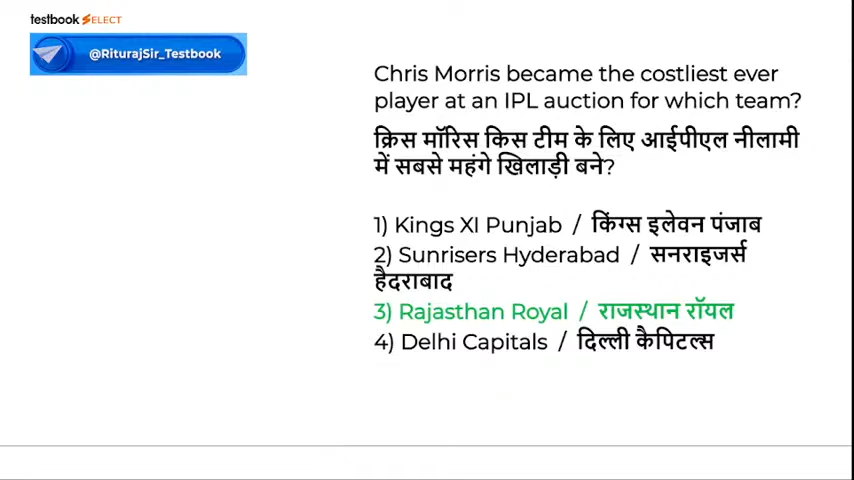 testbook SELECT
@RiturajSir_Testbook
Chris Morris became the costliest ever
player at an IPL auction for which team?
क्रिस मॉरिस किस टीम के लिए आईपीएल नीलामी
में सबसे महंगे खिलाड़ी बने?
1) Kings XI Punjab / किंग्स इलेवन पंजाब
2) Sunrisers Hyderabad / सनराइजर्स
हैदराबाद
3) Rajasthan Royal / राजस्थान रॉयल
4) Delhi Capitals / दिल्ली कैपिटल्स